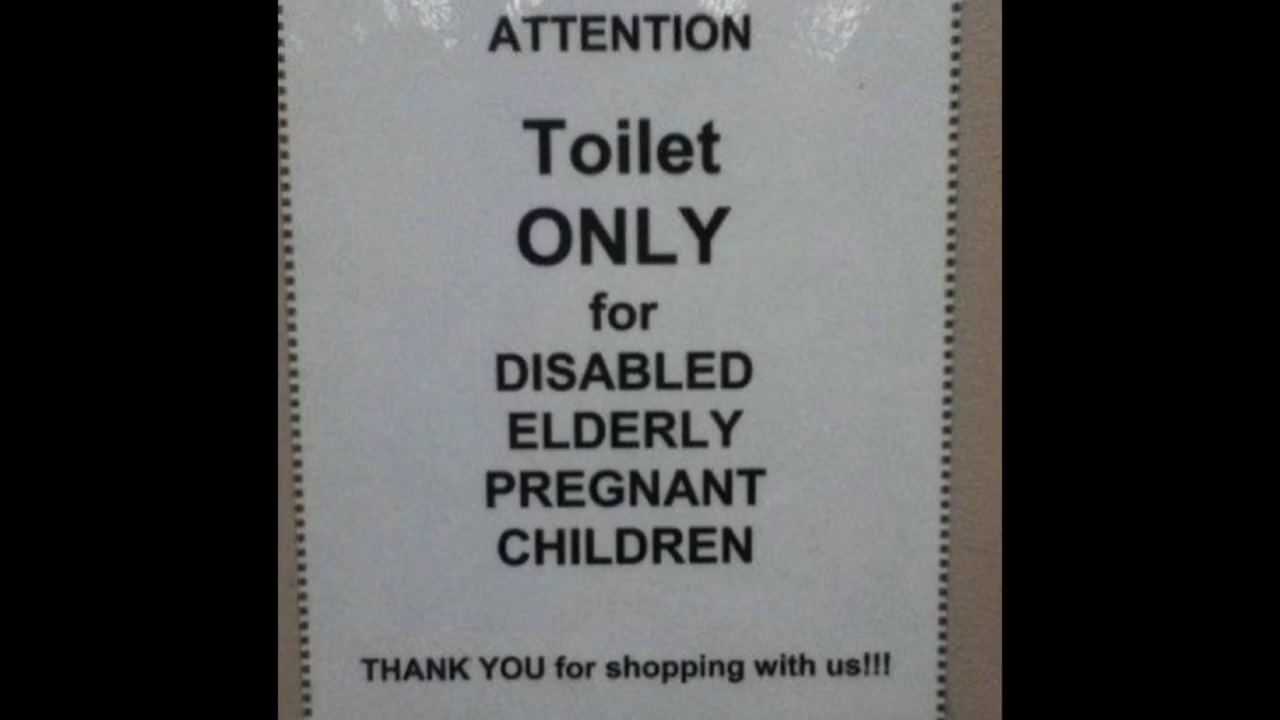 ATTENTION
Toilet
ONLY
for
DISABLED
ELDERLY
PREGNANT
CHILDREN
THANK YOU for shopping with us!!!